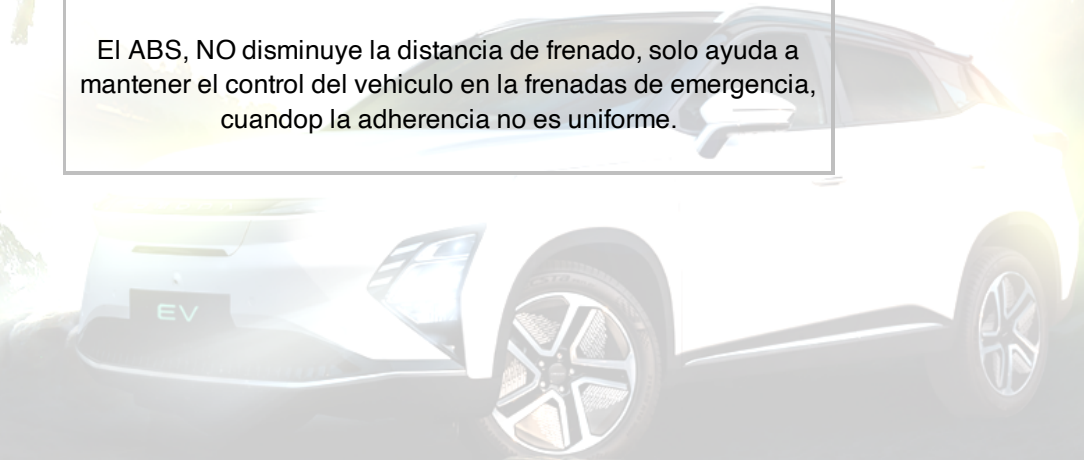 El ABS, NO disminuye la distancia de frenado, solo ayuda a
mantener el control del vehiculo en la frenadas de emergencia,
cuandop la adherencia no es uniforme.
EV